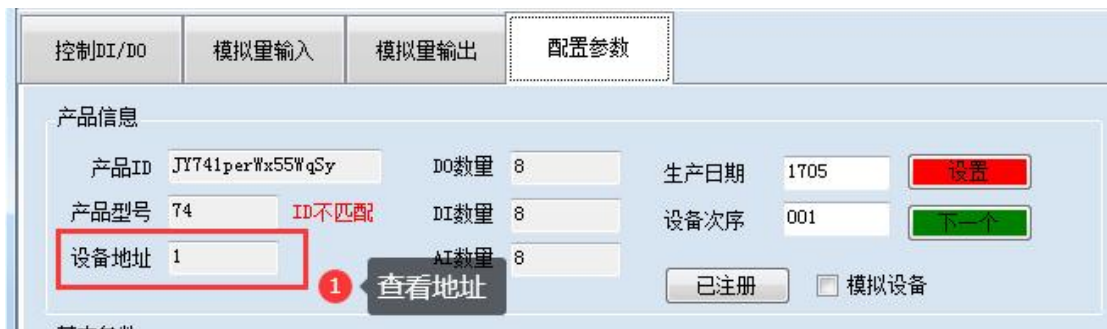 控制DI/DO 模拟量输入 模拟量输出 配置参数
产品信息
产品ID JY741perWx55WqSy DO数量 8 生产日期 1705 设置
产品型号 74 ID不匹配 DI数量 8 设备次序 001 下一个
设备地址 1 AI数量 8
1 查看地址 已注册 模拟设备
基本参数